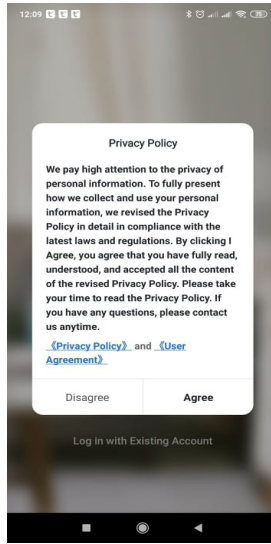 12:09
Privacy Policy
We pay high attention to the privacy of
personal information. To fully present
how we collect and use your personal
information, we revised the Privacy
Policy in detail in compliance with the
latest laws and regulations. By clicking I
Agree, you agree that you have fully read,
understood, and accepted all the content
of the revised Privacy Policy. Please take
your time to read the Privacy Policy. If
you have any questions, please contact
us anytime.
《Privacy Policy》 and 《User
Agreement》
Disagree Agree
Log in with Existing Account